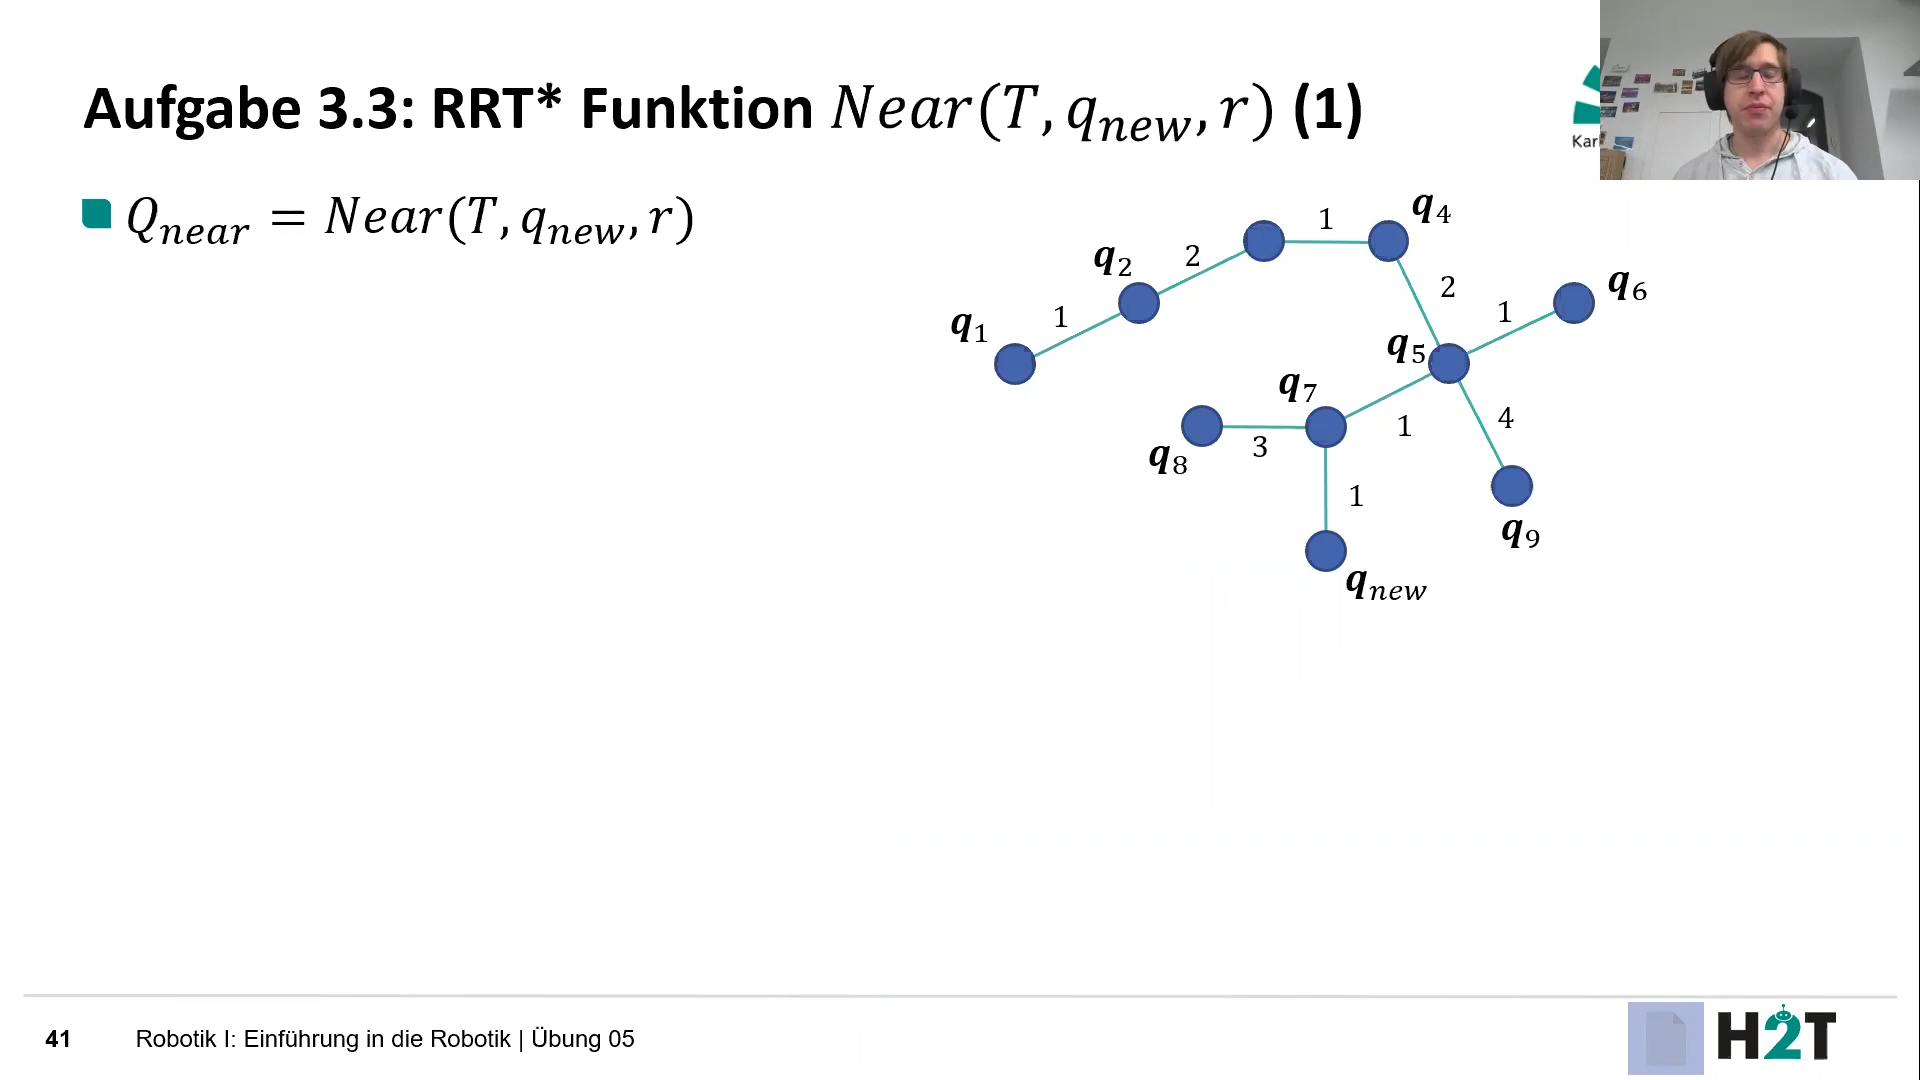 Aufgabe 3.3: RRT* Funktion Near(T, q_new, r) (1)
Kar
Q_near = Near(T, q_new, r)
q_4
1
q_2
2
q_6
2
1
q_1
1
q_5
q_7
4
1
3
q_8
1
q_9
q_new
41
Robotik I: Einführung in die Robotik | Übung 05
H2T